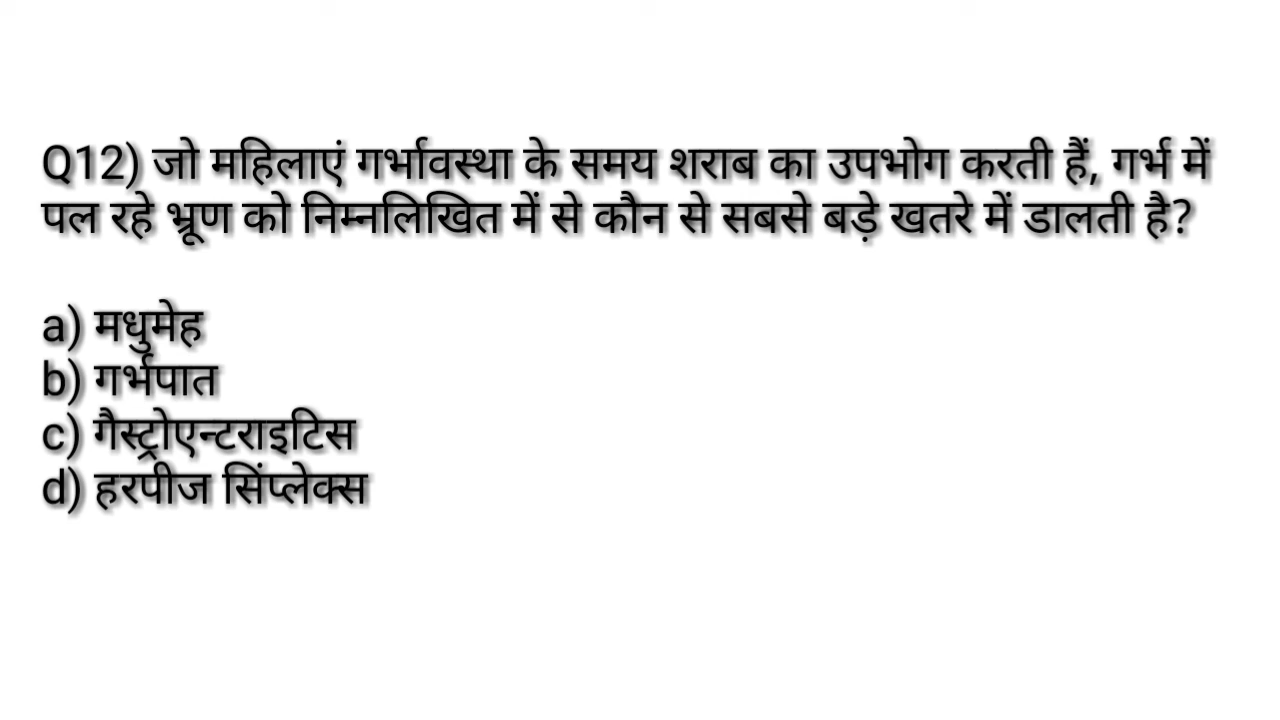 Q12) जो महिलाएं गर्भावस्था के समय शराब का उपभोग करती हैं, गर्भ में
पल रहे भ्रूण को निम्नलिखित में से कौन से सबसे बड़े खतरे में डालती है?
a) मधुमेह
b) गर्भपात
c) गैस्ट्रोएन्टराइटिस
d) हरपीज सिंप्लेक्स